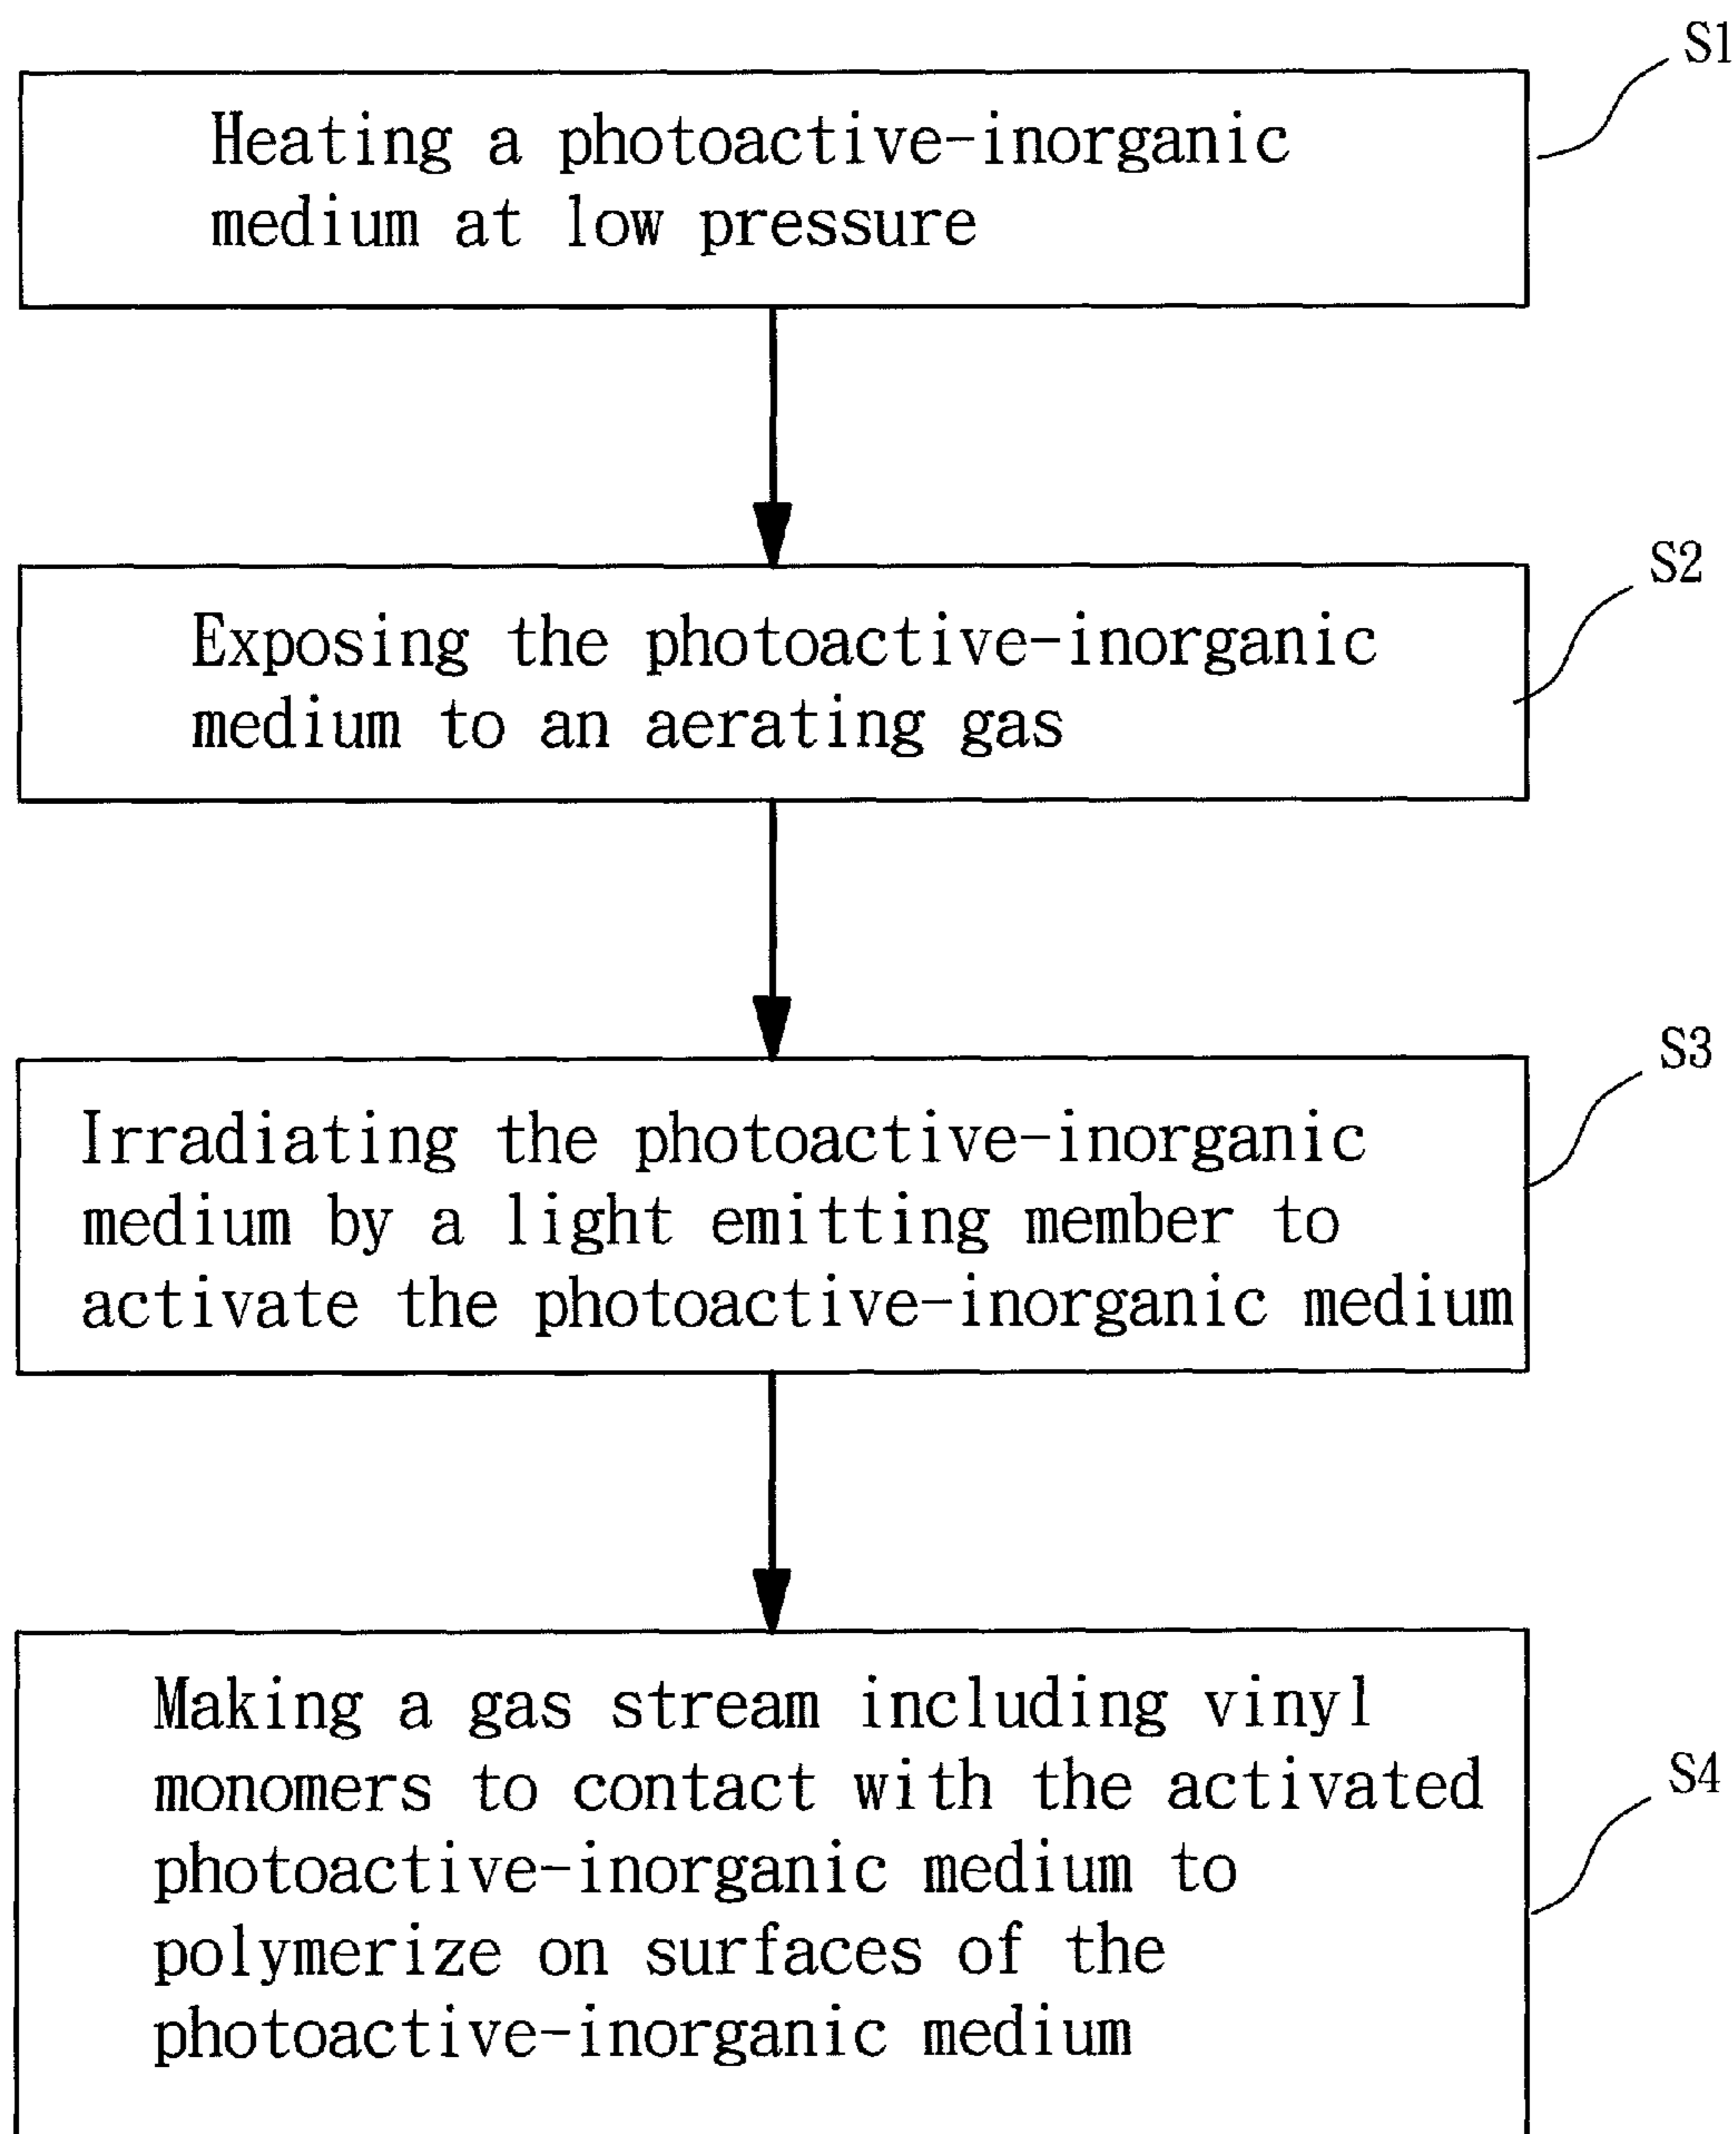 S1
Heating a photoactive-inorganic
medium at low pressure
S2
Exposing the photoactive-inorganic
medium to an aerating gas
S3
Irradiating the photoactive-inorganic
medium by a light emitting member to
activate the photoactive-inorganic medium
S4
Making a gas stream including vinyl
monomers to contact with the activated
photoactive-inorganic medium to
polymerize on surfaces of the
photoactive-inorganic medium